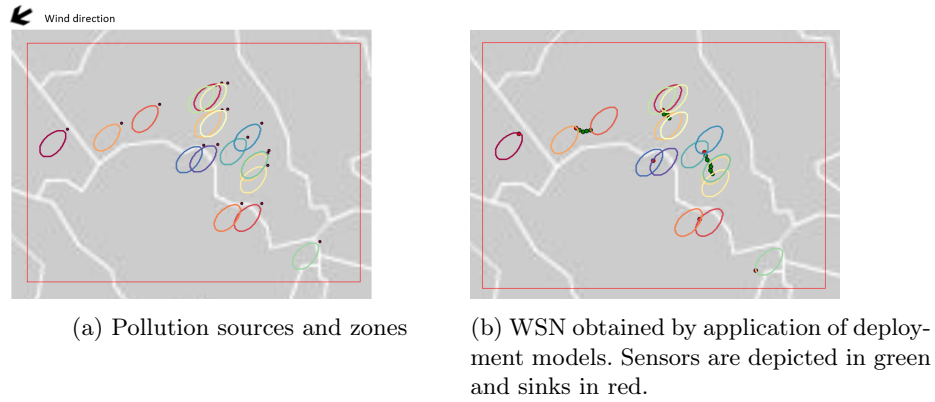 Wind direction
(a) Pollution sources and zones
(b) WSN obtained by application of deploy-
ment models. Sensors are depicted in green
and sinks in red.